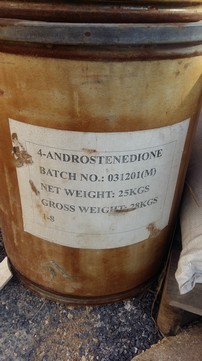 4-ANDROSTENEDIONE
BATCH NO.: 031201(M)
NET WEIGHT: 25KGS
GROSS WEIGHT: 28KGS